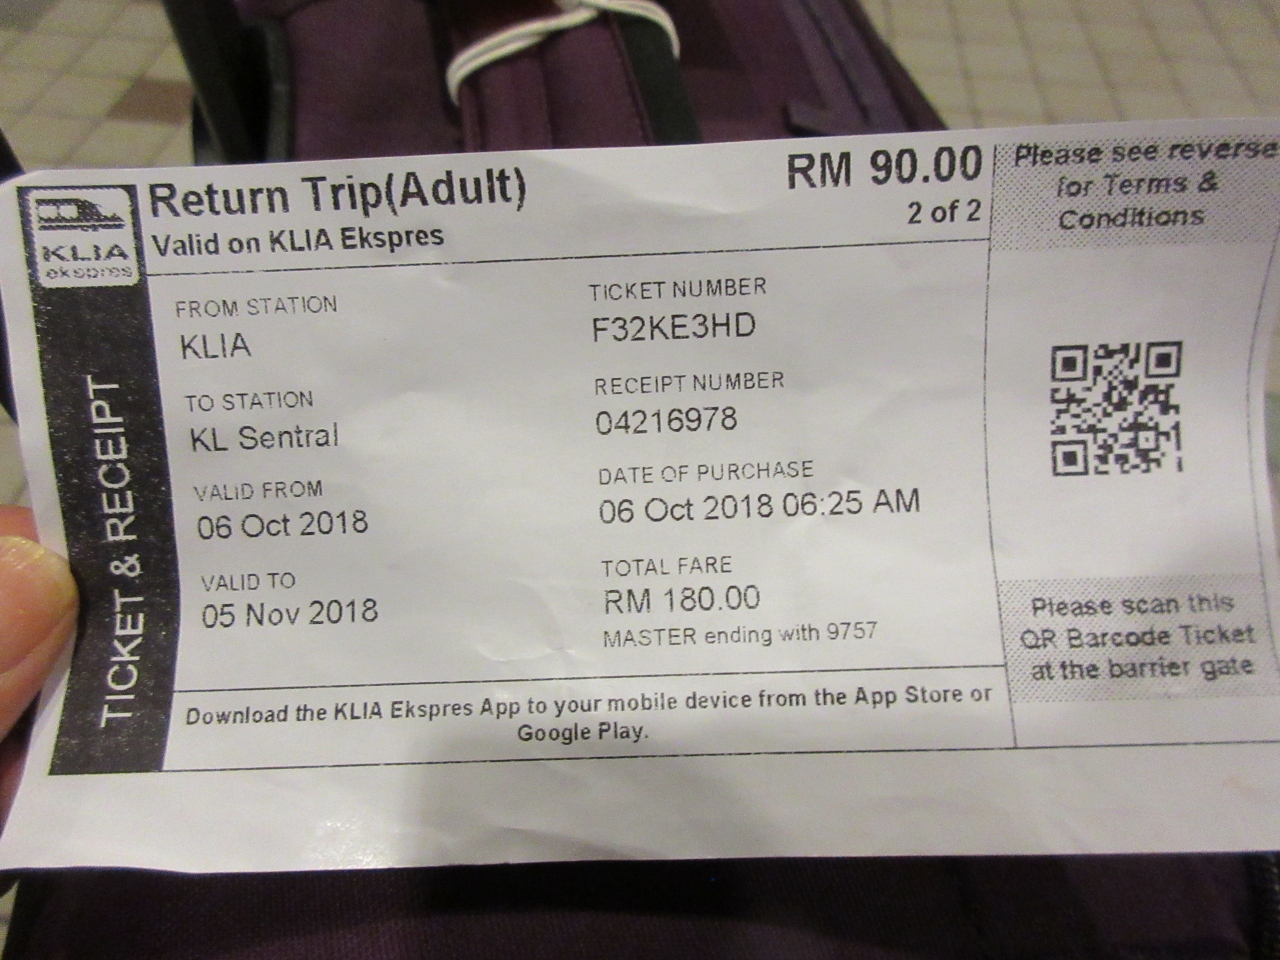 KLIA
ekspres
TICKET & RECEIPT
Return Trip(Adult)
Valid on KLIA Ekspres
RM 90.00
2 of 2
FROM STATION
KLIA
TO STATION
KL Sentral
VALID FROM
06 Oct 2018
VALID TO
05 Nov 2018
TICKET NUMBER
F32KE3HD
RECEIPT NUMBER
04216978
DATE OF PURCHASE
06 Oct 2018 06:25 AM
TOTAL FARE
RM 180.00
MASTER ending with 9757
Download the KLIA Ekspres App to your mobile device from the App Store or
Google Play.
Please see reverse
for Terms &
Conditions
Please scan this
QR Barcode Ticket
at the barrier gate